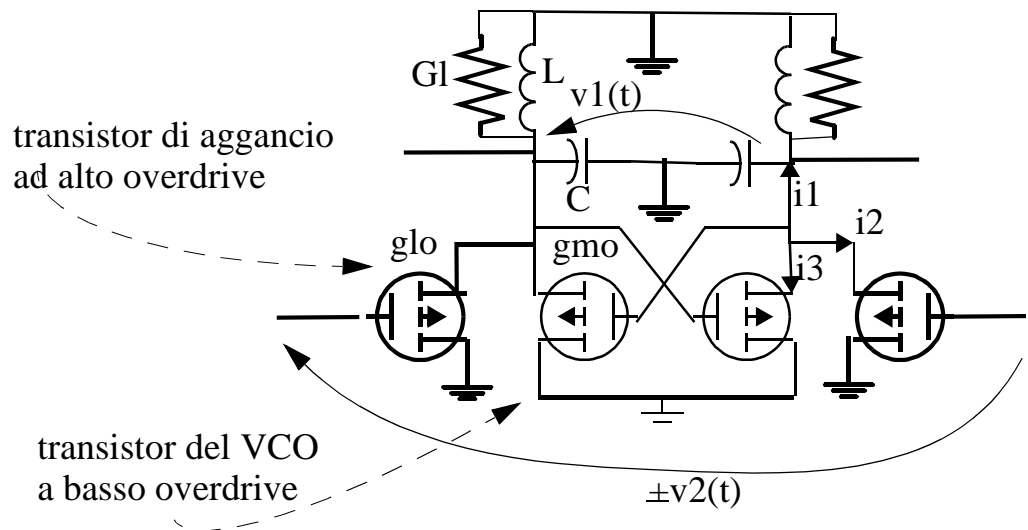 Gl
L
v1(t)
transistor di aggancio
ad alto overdrive
C
i1
i2
glo
gmo
i3
transistor del VCO
a basso overdrive
±v2(t)